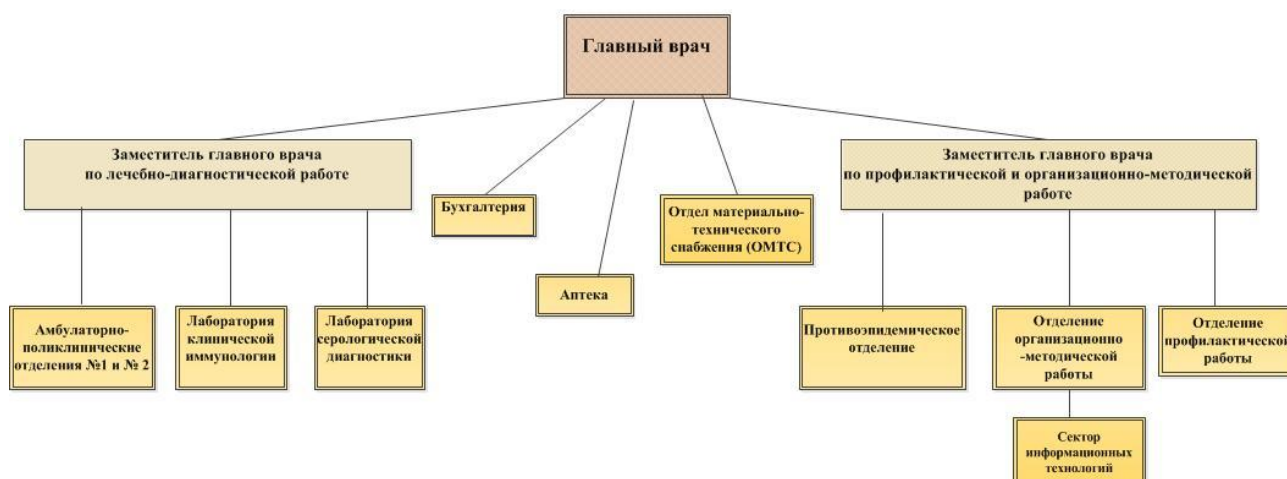 Главный врач
Заместитель главного врача
по лечебно-диагностической работе
Заместитель главного врача
по профилактической и организационно-методической
работе
Бухгалтерия
Отдел материально-
технического
снабжения (ОМТС)
Аптека
Амбулаторно-
поликлинические
отделения №1 и № 2
Лаборатория
клинической
иммунологии
Лаборатория
серологической
диагностики
Противоэпидемическое
отделение
Отделение
организационно
-методической
работы
Отделение
профилактической
работы
Сектор
информационных
технологий